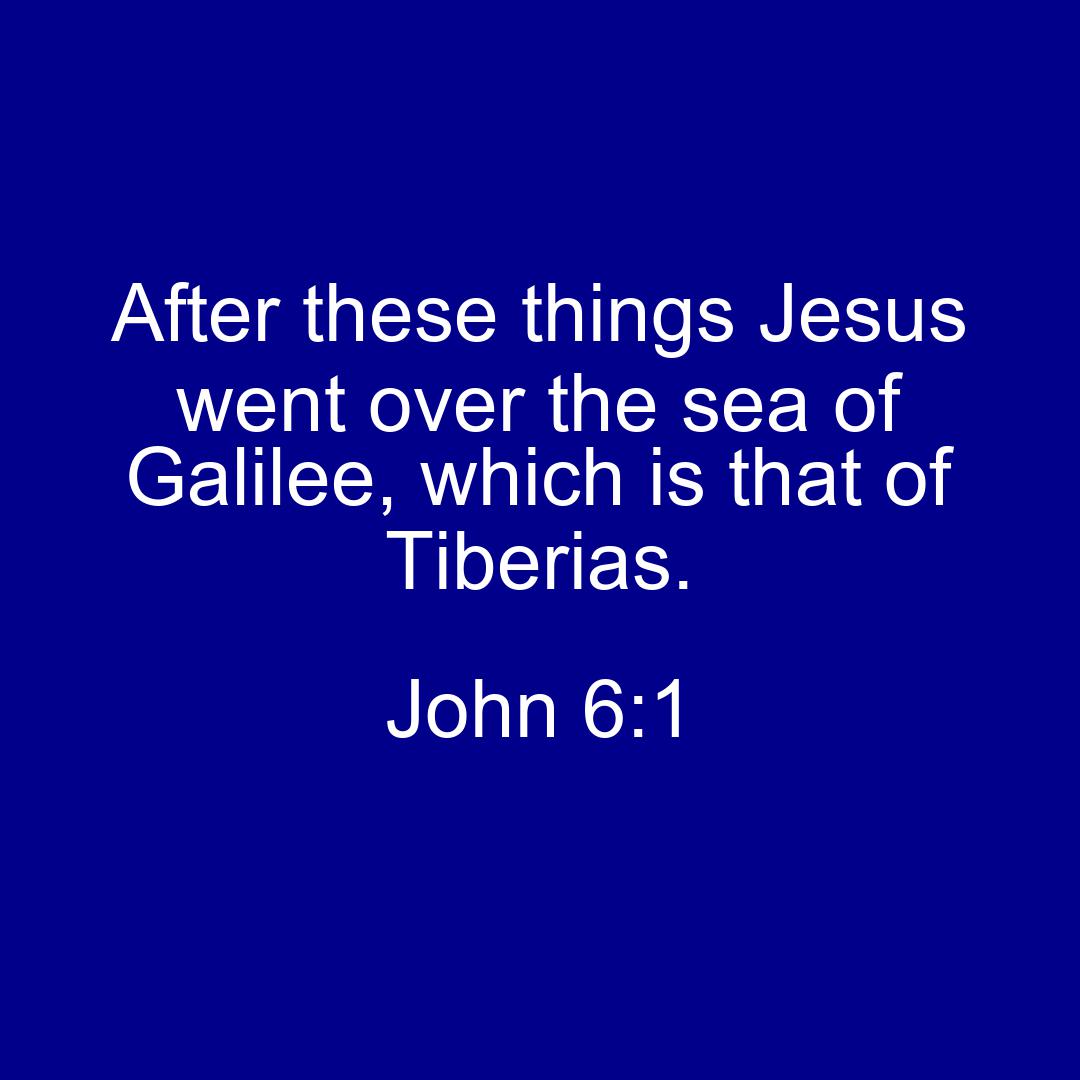 After these things Jesus
went over the sea of
Galilee, which is that of
Tiberias.
John 6:1